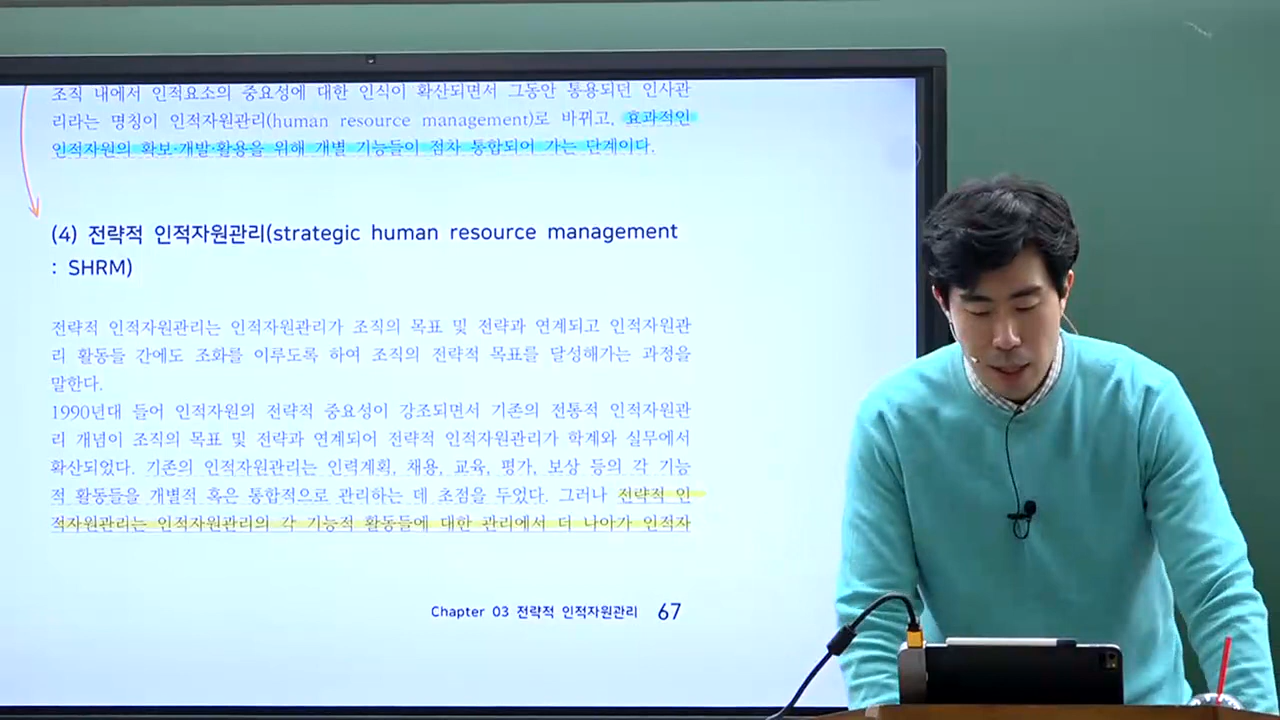 조직 내에서 인적요소의 중요성에 대한 인식이 확산되면서 그동안 통용되던 인사관
리라는 명칭이 인적자원관리(human resource management)로 바뀌고, 효과적인
인적자원의 확보·개발·활용을 위해 개별 기능들이 점차 통합되어 가는 단계이다.
(4) 전략적 인적자원관리(strategic human resource management
: SHRM)
전략적 인적자원관리는 인적자원관리가 조직의 목표 및 전략과 연계되고 인적자원관
리 활동들 간에도 조화를 이루도록 하여 조직의 전략적 목표를 달성해가는 과정을
말한다.
1990년대 들어 인적자원의 전략적 중요성이 강조되면서 기존의 전통적 인적자원관
리 개념이 조직의 목표 및 전략과 연계되어 전략적 인적자원관리가 학계와 실무에서
확산되었다. 기존의 인적자원관리는 인력계획, 채용, 교육, 평가, 보상 등의 각 기능
적 활동들을 개별적 혹은 통합적으로 관리하는 데 초점을 두었다. 그러나 전략적 인
적자원관리는 인적자원관리의 각 기능적 활동들에 대한 관리에서 더 나아가 인적자
Chapter 03 전략적 인적자원관리 67